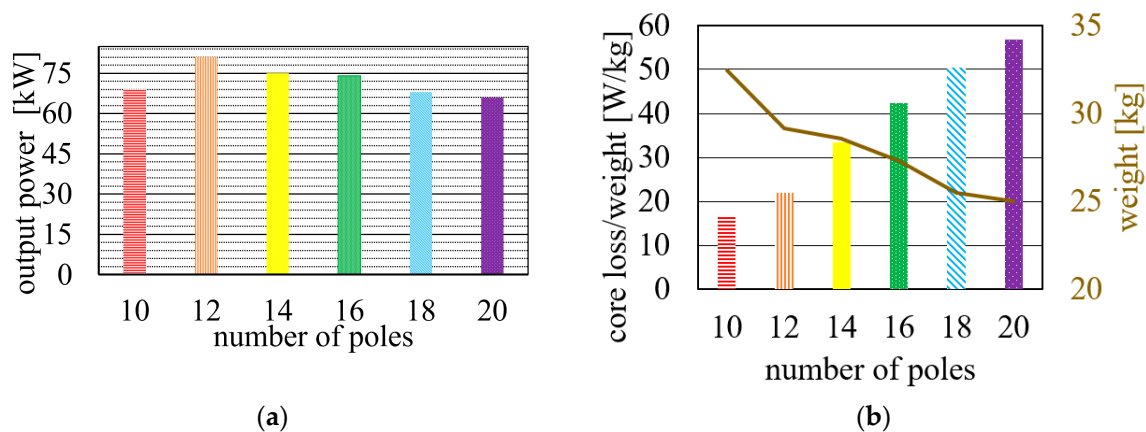 output power [kW]
75
60
45
30
15
0
10 12 14 16 18 20
number of poles
(a)
core loss/weight [W/kg]
60
50
40
30
20
10
0
10 12 14 16 18 20
number of poles
35
30
25
20
weight [kg]
(b)